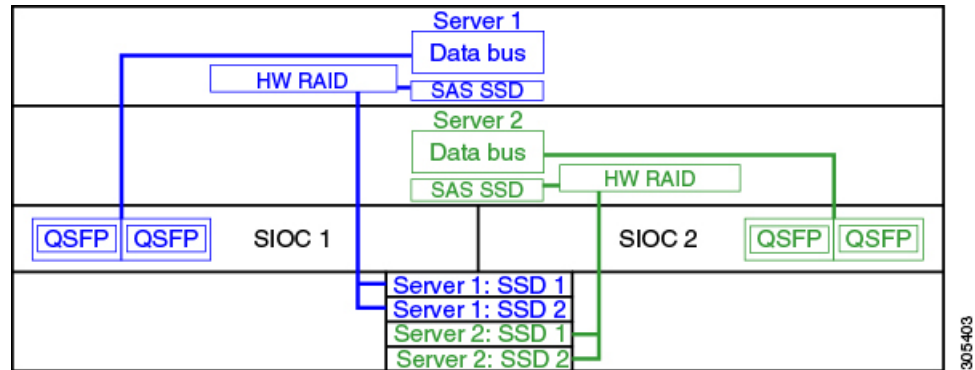 Server 1
Data bus
HW RAID
SAS SSD
Server 2
Data bus
HW RAID
SAS SSD
QSFP QSFP SIOC 1 SIOC 2 QSFP QSFP
Server 1: SSD 1
Server 1: SSD 2
Server 2: SSD 1
Server 2: SSD 2
305403